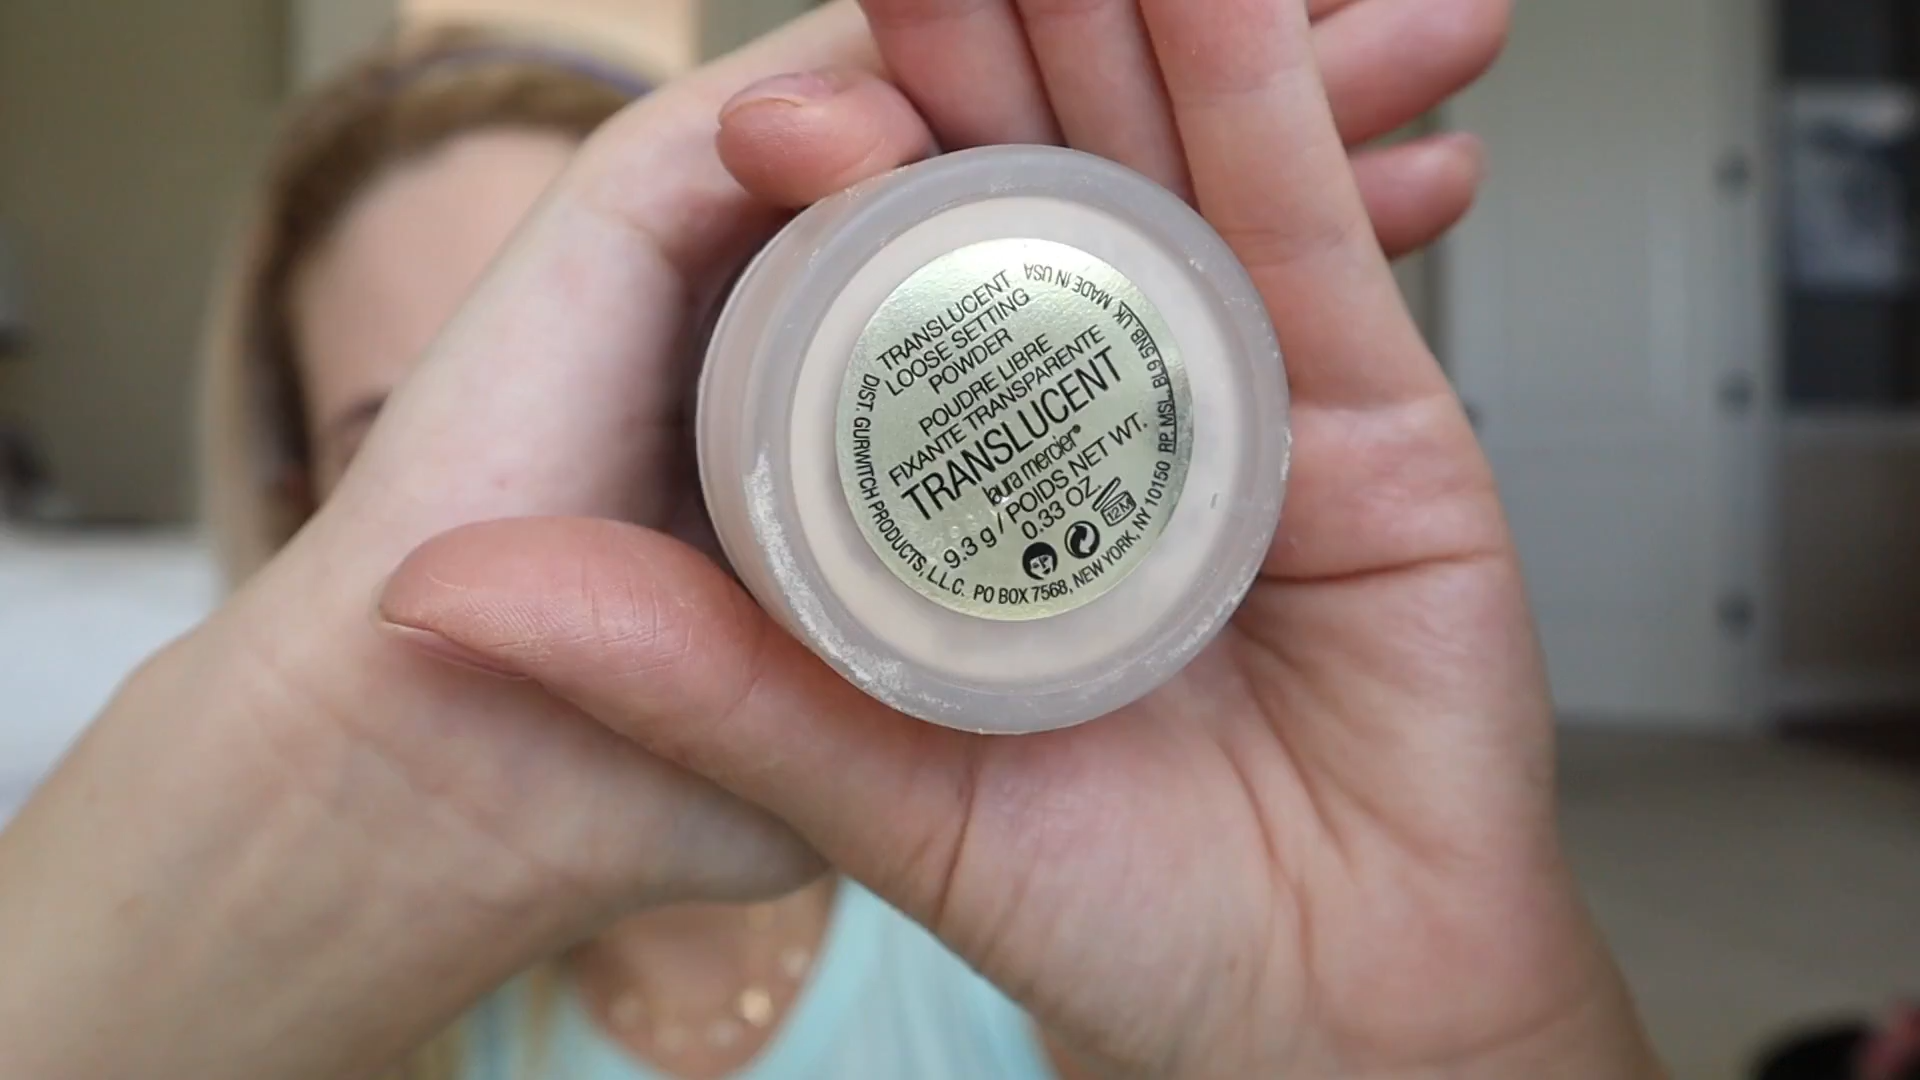 TRANSLUCENT
LOOSE SETTING
POWDER
POUDRE LIBRE
FIXANTE TRANSPARENTE
TRANSLUCENT
laura mercier®
9.3 g / POIDS NET WT.
0.33 OZ
12M
DIST. GURWITCH PRODUCTS, L.L.C. PO BOX 7568, NEW YORK, NY 10150 RP. MSL, BL9 5NB. UK. MADE IN USA